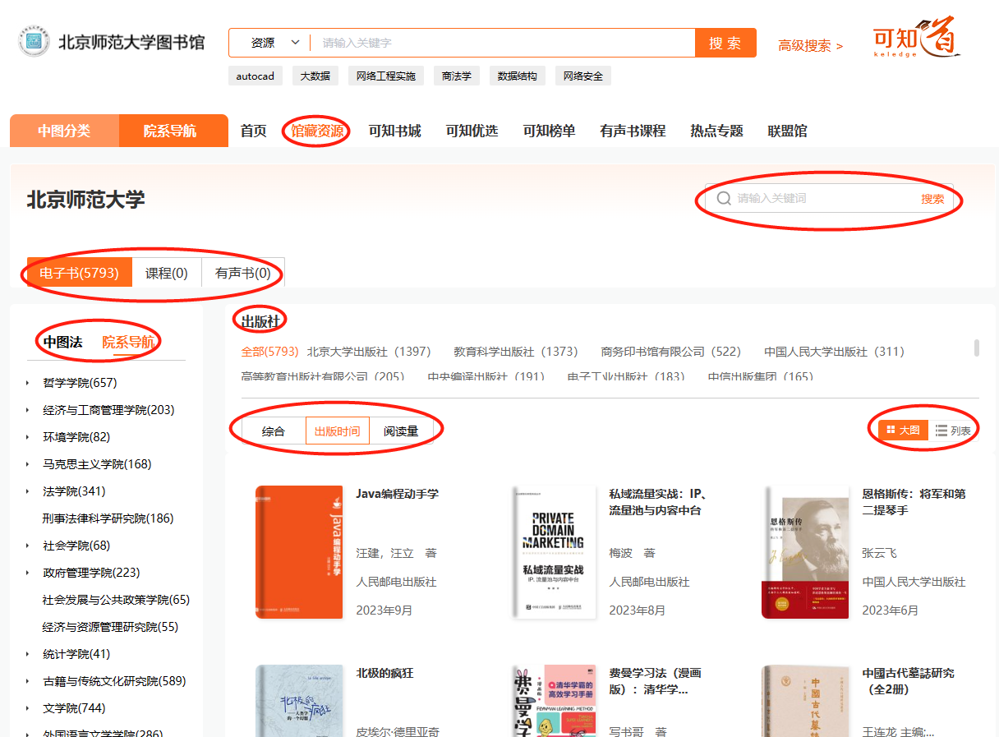 北京师范大学图书馆
资源 请输入关键字 搜 索 高级搜索 >
可知道
keledge
autocad 大数据 网络工程实施 商法学 数据结构 网络安全
中图分类 院系导航 首页 馆藏资源 可知书城 可知优选 可知榜单 有声书课程 热点专题 联盟馆
北京师范大学
请输入关键词 搜索
电子书(5793) 课程(0) 有声书(0)
中图法 院系导航
哲学学院(657)
经济与工商管理学院(203)
环境学院(82)
马克思主义学院(168)
法学院(341)
刑事法律科学研究院(186)
社会学院(68)
政府管理学院(223)
社会发展与公共政策学院(65)
经济与资源管理研究院(55)
统计学院(41)
古籍与传统文化研究院(589)
文学院(744)
外国语言文学学院(286)
出版社
全部(5793) 北京大学出版社（1397） 教育科学出版社（1373） 商务印书馆有限公司（522） 中国人民大学出版社（311）
高等教育出版社有限公司（205） 中央编译出版社（191） 电子工业出版社（183） 中信出版集团（165）
综合 出版时间 阅读量 大图 列表
Java编程动手学
Java编程动手学
汪建，汪立 著
人民邮电出版社
2023年9月
PRIVATE
DOMAIN
MARKETING
私域流量实战
IP、流量池与内容中台
私域流量实战：IP、
流量池与内容中台
梅波 著
人民邮电出版社
2023年8月
恩格斯传
恩格斯传：将军和第
二提琴手
张云飞
中国人民大学出版社
2023年6月
北极的疯狂
北极的疯狂
皮埃尔·德里亚奇
费曼学
清华学霸的
高效学习手册
FEYNMAN LEARNING METHOD
费曼学习法（漫画
版）：清华学...
写书哥 著
中國古代墓誌
中國古代墓誌研究
（全2册）
王连龙 主编;...